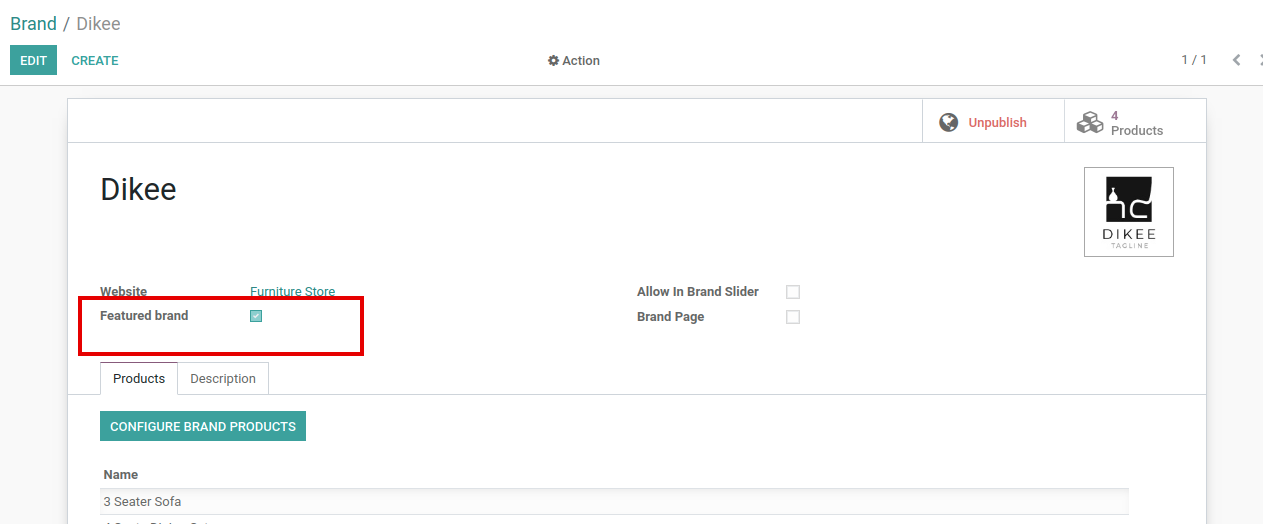 Brand / Dikee
EDIT CREATE Action 1 / 1
Unpublish 4 Products
Dikee
DIKEE
TAGLINE
Website Furniture Store Allow In Brand Slider
Featured brand Brand Page
Products Description
CONFIGURE BRAND PRODUCTS
Name
3 Seater Sofa